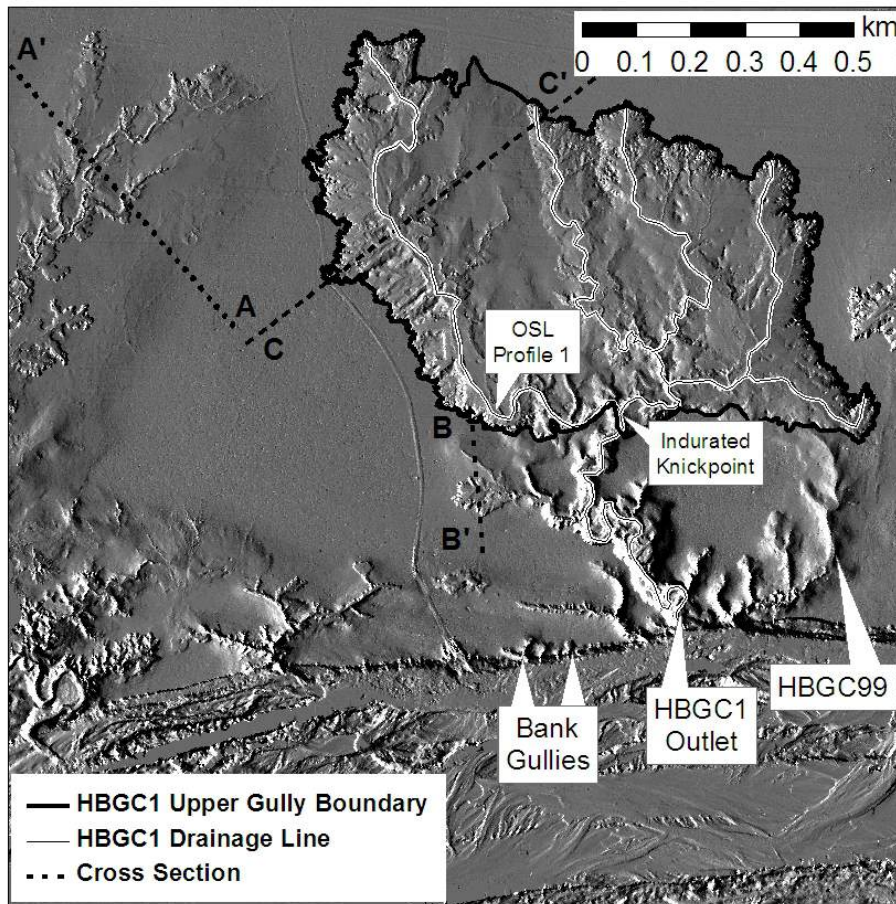 A'
km
0 0.1 0.2 0.3 0.4 0.5
C'
A
C
OSL
Profile 1
B
Indurated
Knickpoint
B'
HBGC99
HBGC1
Outlet
Bank
Gullies
HBGC1 Upper Gully Boundary
HBGC1 Drainage Line
Cross Section